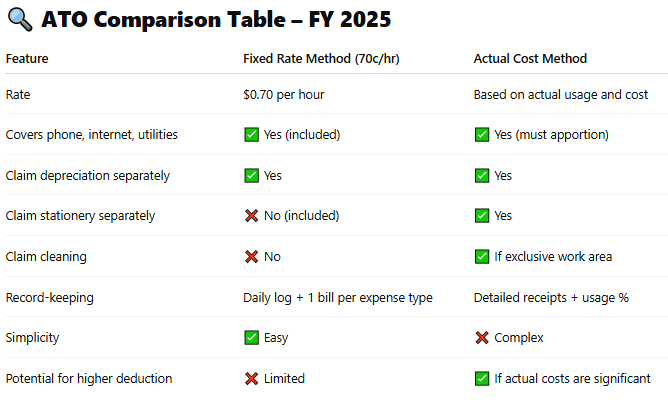 🔍 ATO Comparison Table – FY 2025
Feature Fixed Rate Method (70c/hr) Actual Cost Method
Rate $0.70 per hour Based on actual usage and cost
Covers phone, internet, utilities ✅ Yes (included) ✅ Yes (must apportion)
Claim depreciation separately ✅ Yes ✅ Yes
Claim stationery separately ❌ No (included) ✅ Yes
Claim cleaning ❌ No ✅ If exclusive work area
Record-keeping Daily log + 1 bill per expense type Detailed receipts + usage %
Simplicity ✅ Easy ❌ Complex
Potential for higher deduction ❌ Limited ✅ If actual costs are significant